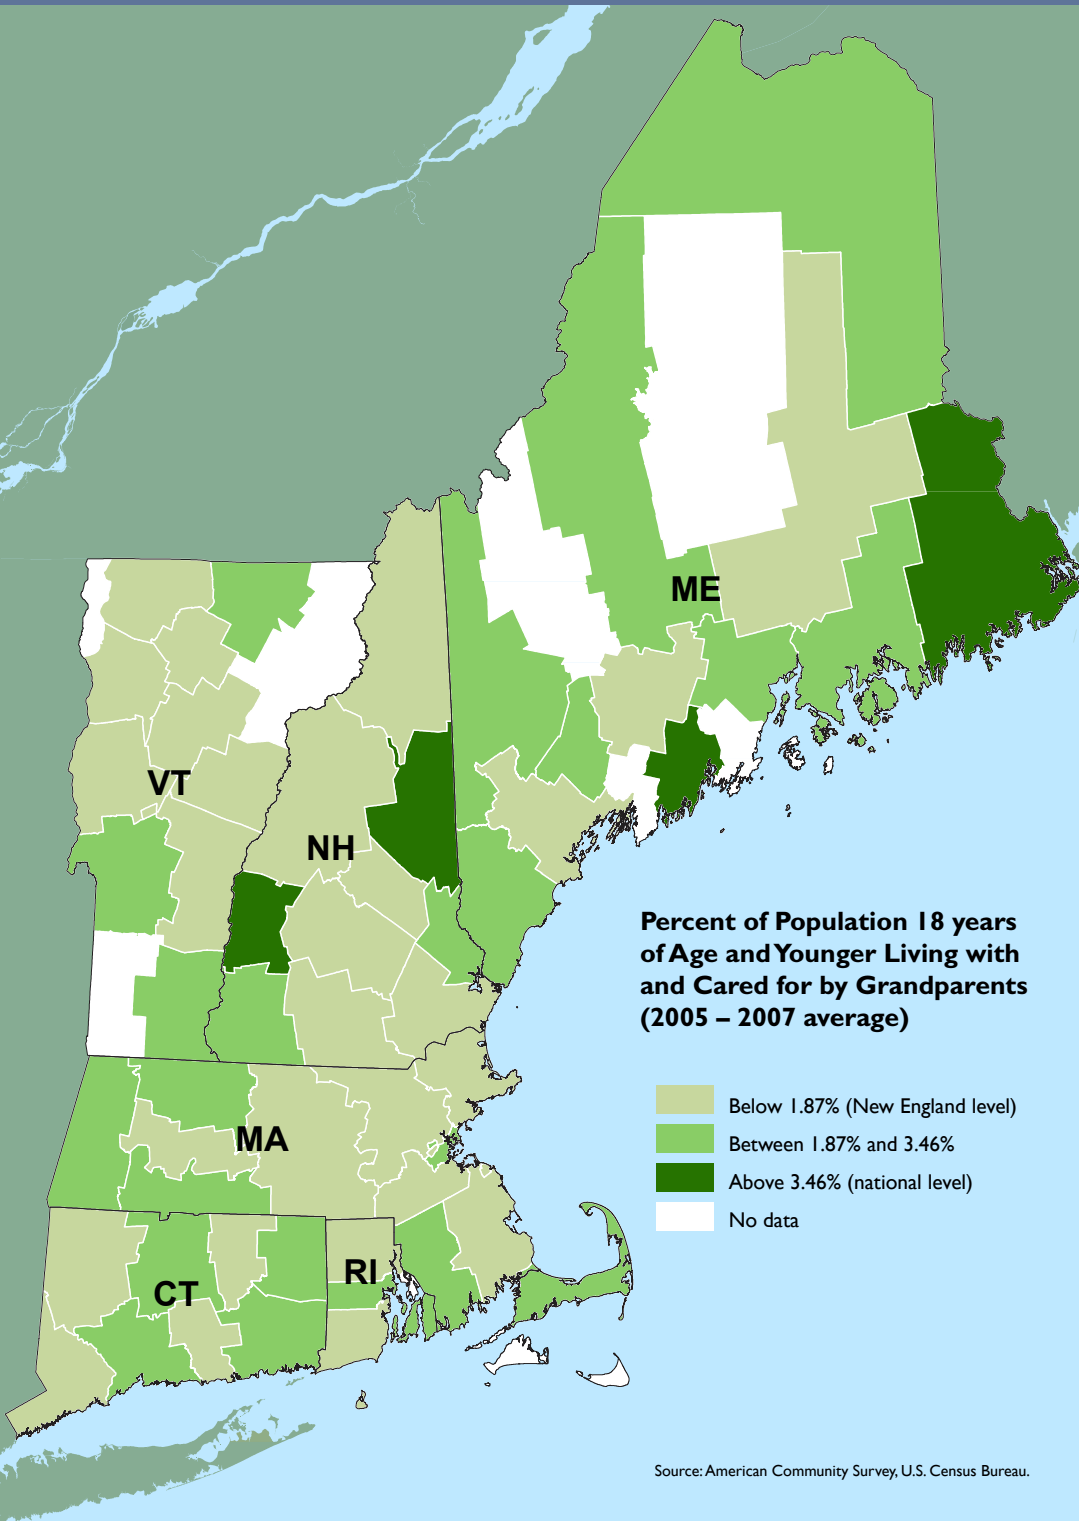 ME
VT
NH
Percent of Population 18 years
of Age and Younger Living with
and Cared for by Grandparents
(2005 – 2007 average)
Below 1.87% (New England level)
Between 1.87% and 3.46%
Above 3.46% (national level)
No data
MA
RI
CT
Source: American Community Survey, U.S. Census Bureau.